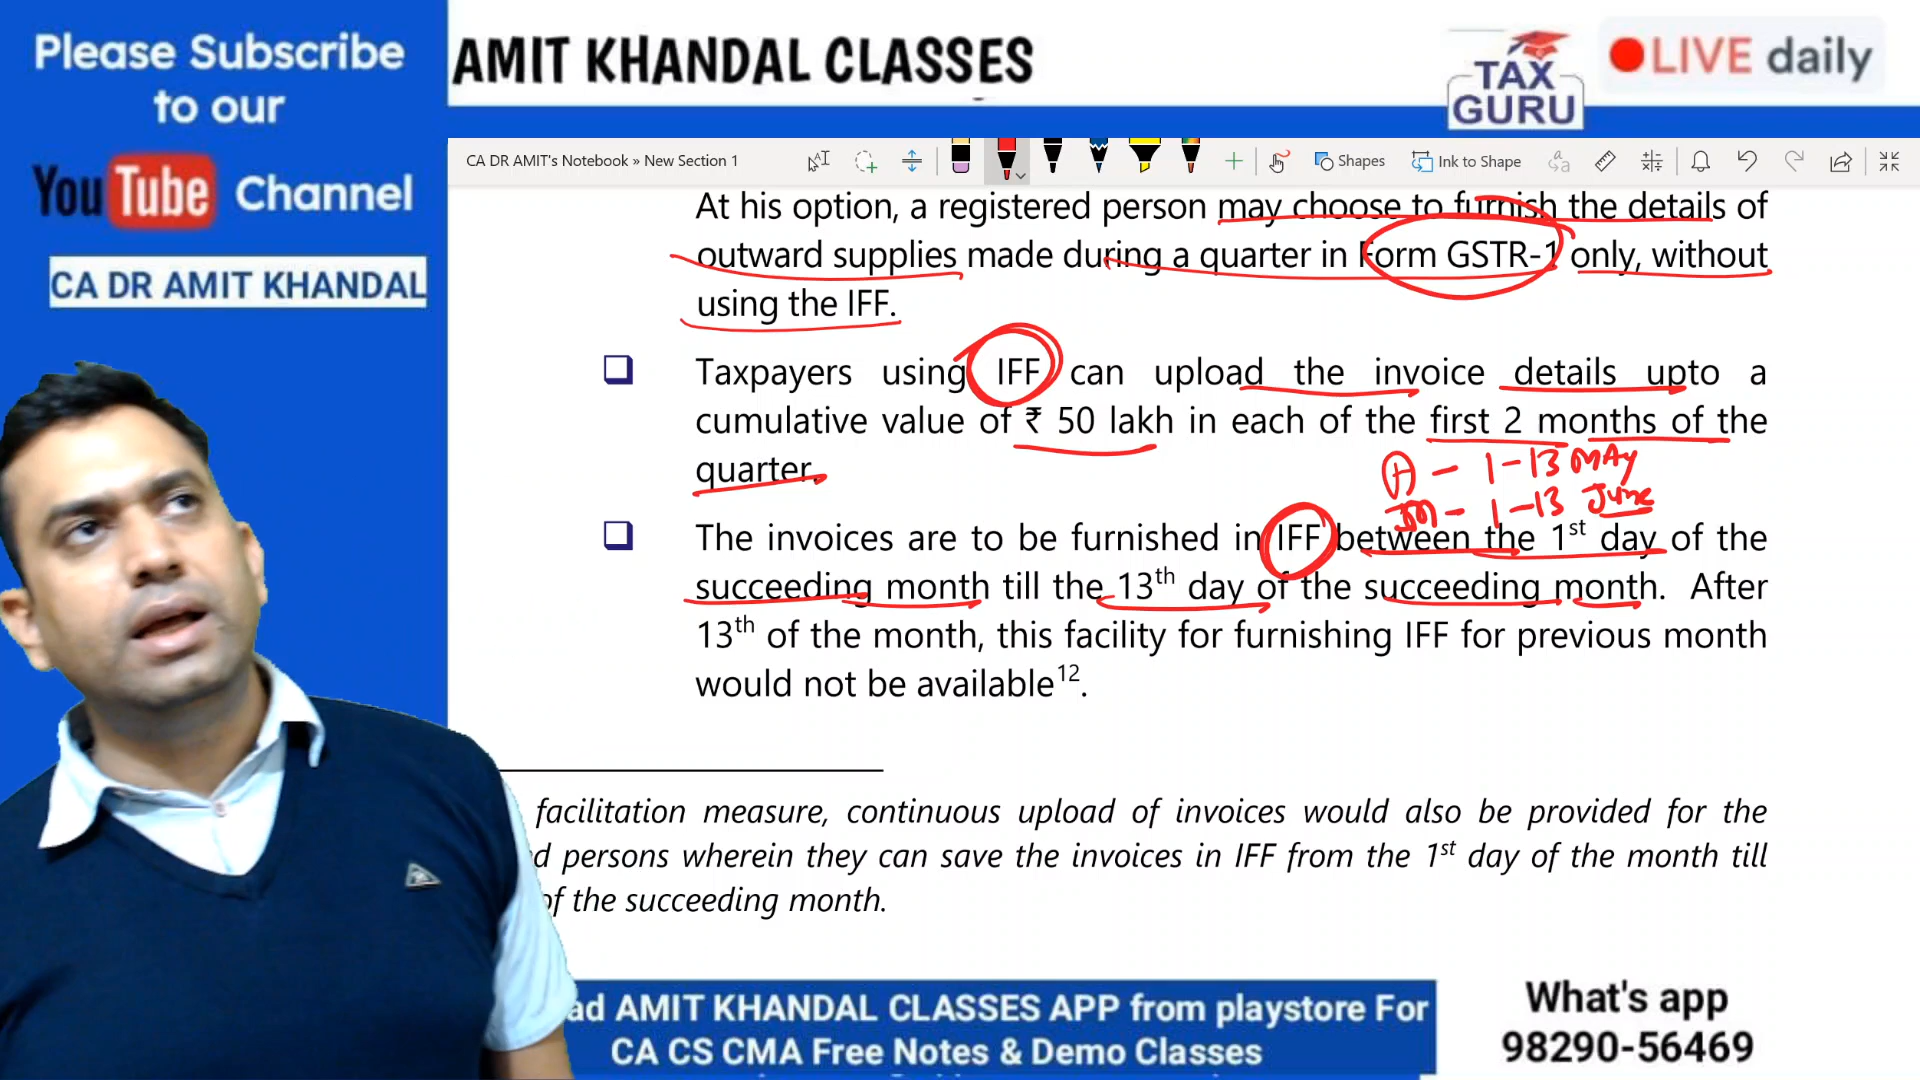 Please Subscribe
to our
YouTube Channel
CA DR AMIT KHANDAL
AMIT KHANDAL CLASSES
TAX
GURU
LIVE daily
CA DR AMIT's Notebook » New Section 1
Shapes
Ink to Shape
At his option, a registered person may choose to furnish the details of
outward supplies made during a quarter in Form GSTR-1 only, without
using the IFF.
❑ Taxpayers using IFF can upload the invoice details upto a
cumulative value of ₹ 50 lakh in each of the first 2 months of the
quarter.
A - 1-13 MAy
M - 1-13 June
❑ The invoices are to be furnished in IFF between the 1st day of the
succeeding month till the 13th day of the succeeding month. After
13th of the month, this facility for furnishing IFF for previous month
would not be available12.
facilitation measure, continuous upload of invoices would also be provided for the
persons wherein they can save the invoices in IFF from the 1st day of the month till
of the succeeding month.
ad AMIT KHANDAL CLASSES APP from playstore For
CA CS CMA Free Notes & Demo Classes
What's app
98290-56469